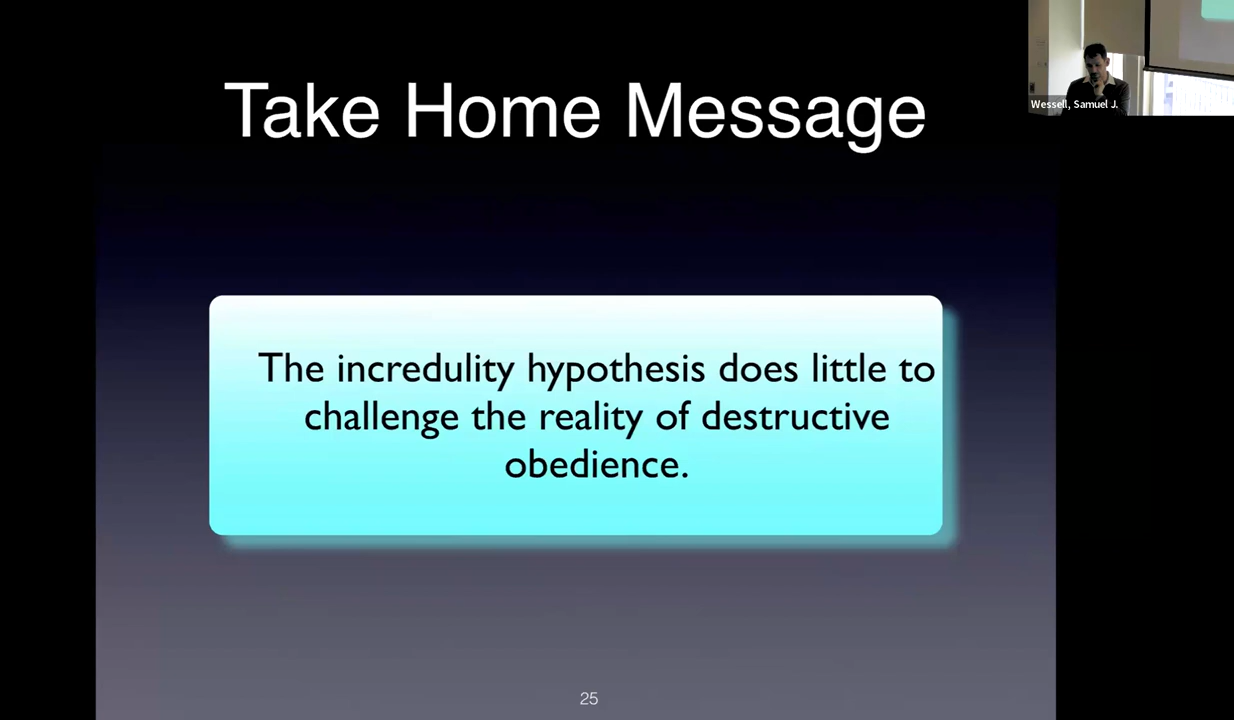 Take Home Message
Wessell, Samuel J.
The incredulity hypothesis does little to
challenge the reality of destructive
obedience.
25